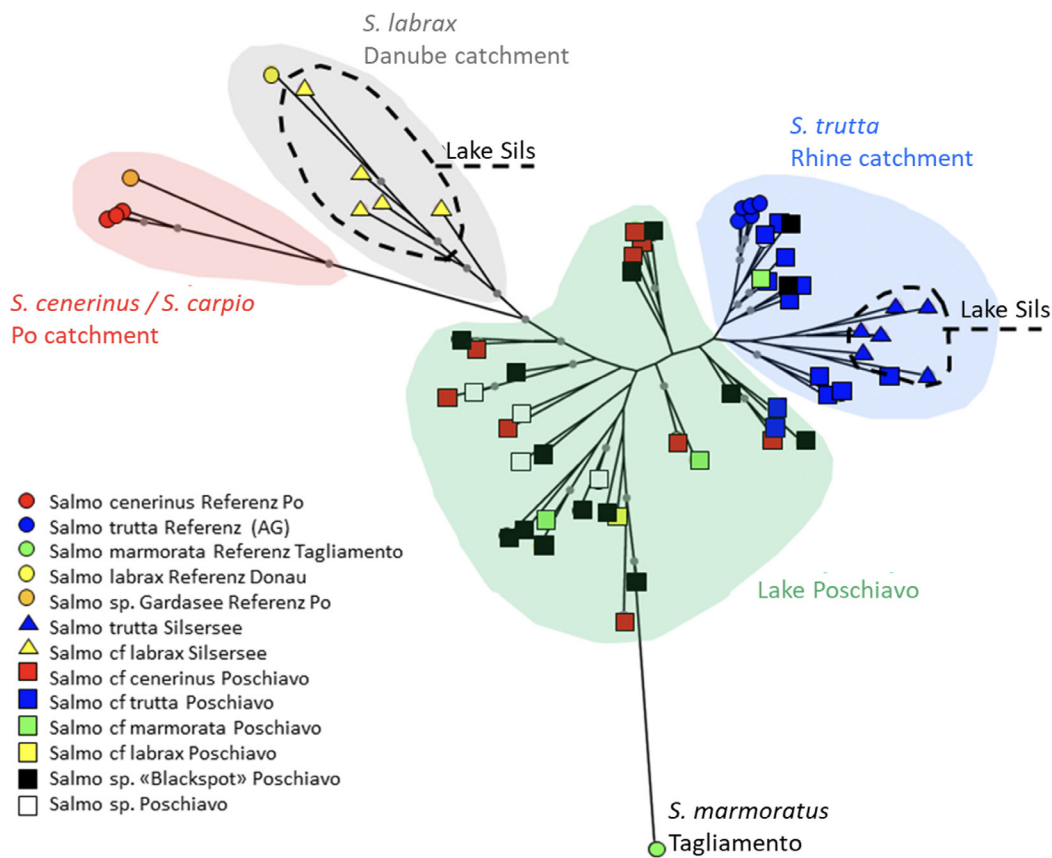 S. labrax
Danube catchment
Lake Sils
S. trutta
Rhine catchment
S. cenerinus / S. carpio
Po catchment
Lake Sils
Salmo cenerinus Referenz Po
Salmo trutta Referenz (AG)
Salmo marmorata Referenz Tagliamento
Salmo labrax Referenz Donau
Salmo sp. Gardasee Referenz Po
Salmo trutta Silsersee
Salmo cf labrax Silsersee
Salmo cf cenerinus Poschiavo
Salmo cf trutta Poschiavo
Salmo cf marmorata Poschiavo
Salmo cf labrax Poschiavo
Salmo sp. «Blackspot» Poschiavo
Salmo sp. Poschiavo
Lake Poschiavo
S. marmoratus
Tagliamento